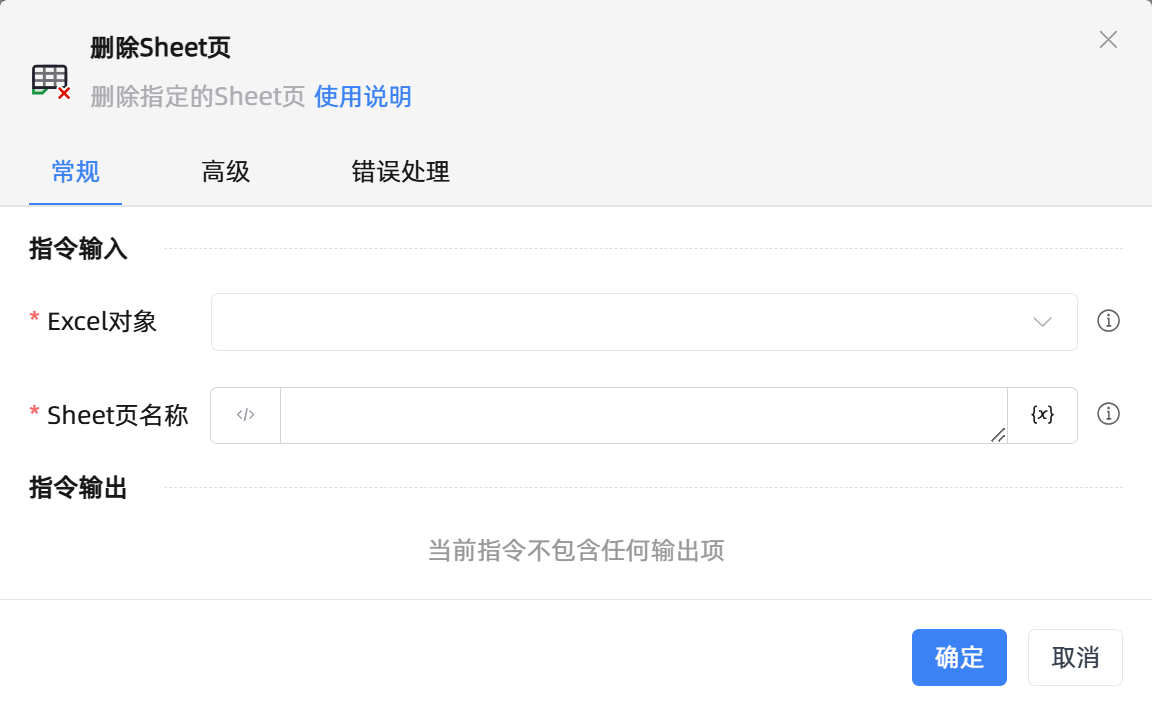 删除Sheet页
删除指定的Sheet页 使用说明
常规 高级 错误处理
指令输入
* Excel对象
* Sheet页名称 </> {x}
指令输出
当前指令不包含任何输出项
确定 取消